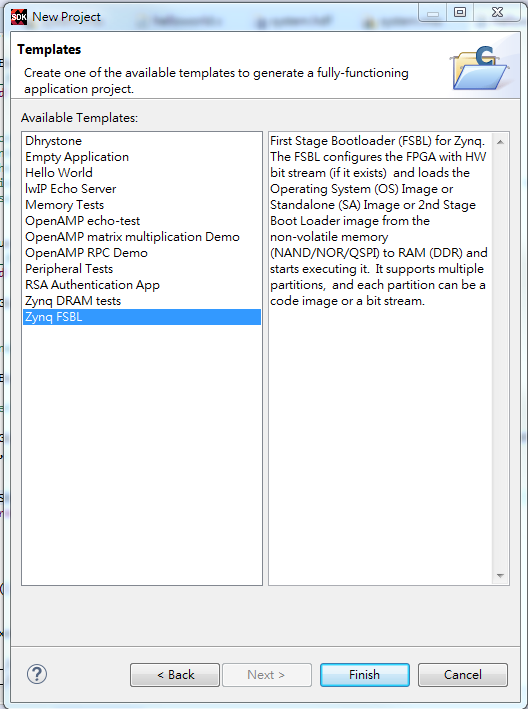 SDK New Project
Templates
Create one of the available templates to generate a fully-functioning
application project.
Available Templates:
Dhrystone
Empty Application
Hello World
lwIP Echo Server
Memory Tests
OpenAMP echo-test
OpenAMP matrix multiplication Demo
OpenAMP RPC Demo
Peripheral Tests
RSA Authentication App
Zynq DRAM tests
Zynq FSBL
First Stage Bootloader (FSBL) for Zynq.
The FSBL configures the FPGA with HW
bit stream (if it exists)  and loads the
Operating System (OS) Image or
Standalone (SA) Image or 2nd Stage
Boot Loader image from the
non-volatile memory
(NAND/NOR/QSPI) to RAM (DDR) and
starts executing it.  It supports multiple
partitions,  and each partition can be a
code image or a bit stream.
< Back
Next >
Finish
Cancel